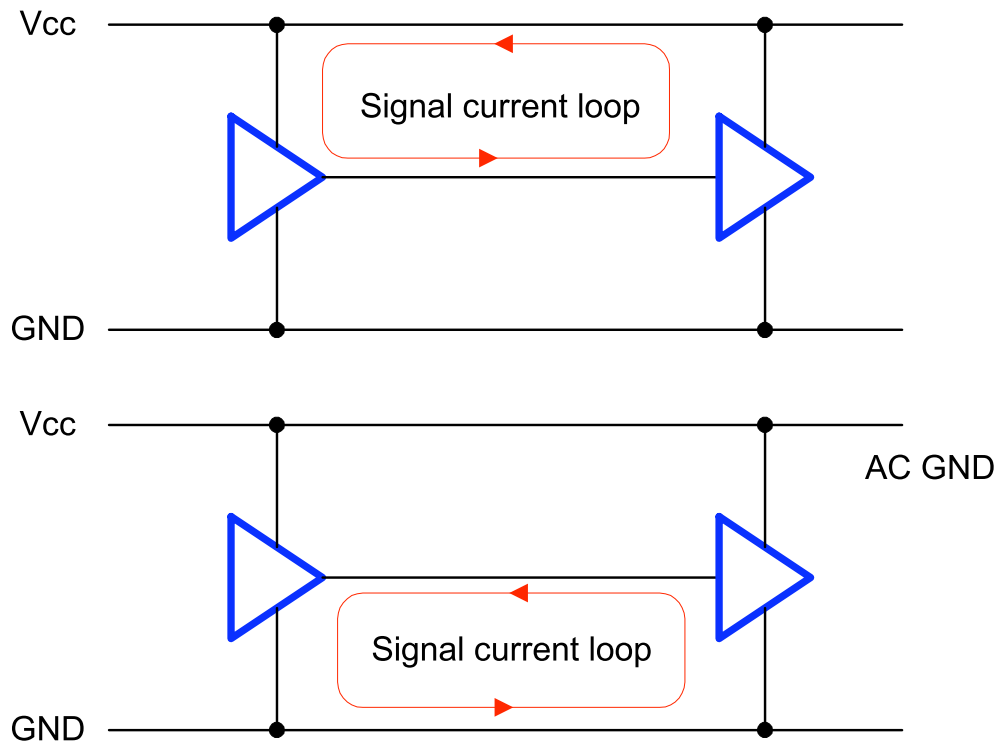 Vcc
Signal current loop
GND
Vcc
AC GND
Signal current loop
GND